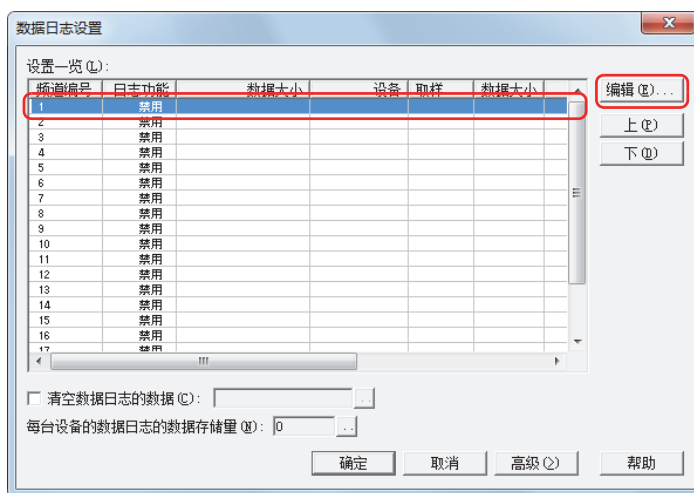 数据日志设置
设置一览(L):
频道编号 日志功能 数据大小 设备 取样 数据大小
1 禁用
2 禁用
3 禁用
4 禁用
5 禁用
6 禁用
7 禁用
8 禁用
9 禁用
10 禁用
11 禁用
12 禁用
13 禁用
14 禁用
15 禁用
16 禁用
17 禁用
编辑(E)...
上(P)
下(D)
清空数据日志的数据(C): ..
每台设备的数据日志的数据存储量(N): 0 ..
确定 取消 高级(>) 帮助